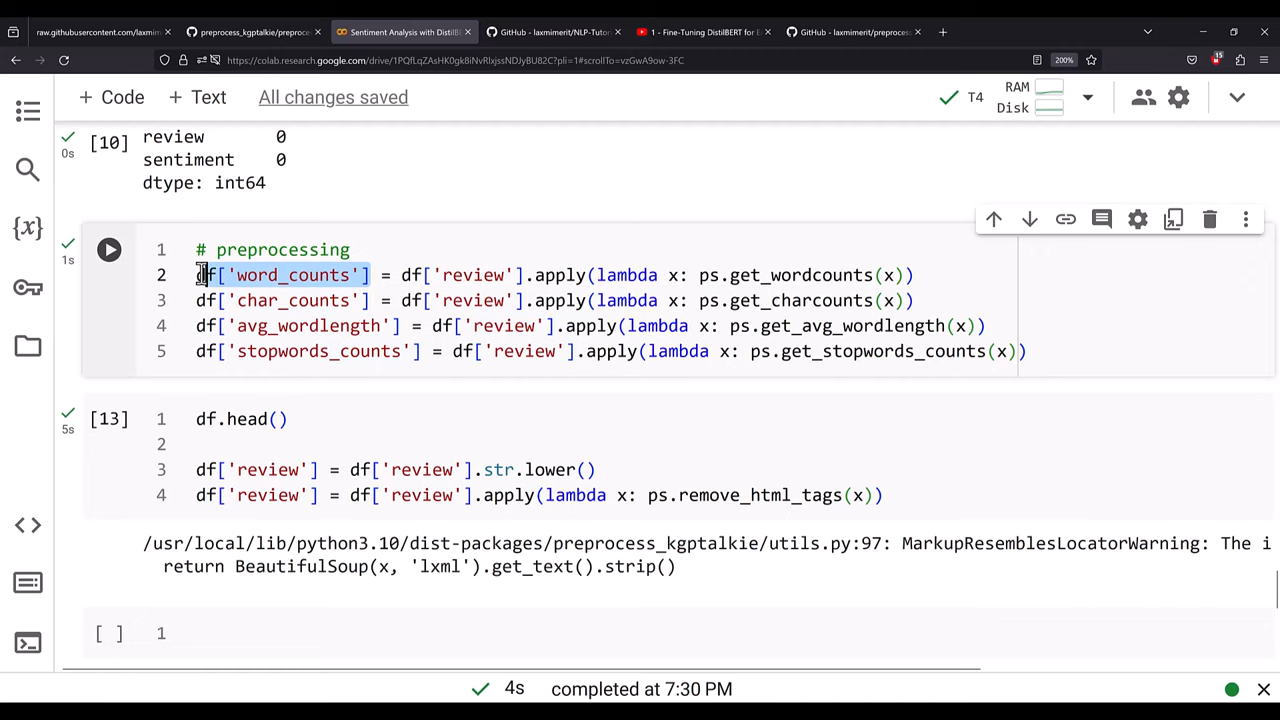 raw.githubusercontent.com/laxmimerit
preprocess_kgptalkie/preproces
Sentiment Analysis with DistilBE
GitHub - laxmimerit/NLP-Tutor
1 - Fine-Tuning DistilBERT for E
GitHub - laxmimerit/preproces
https://colab.research.google.com/drive/1PQfLqZAsHK0gk8iNvRlxjssNDJyBU82C?pli=1#scrollTo=vzGwA9ow-3FC
200%
15
+ Code + Text All changes saved
T4
RAM
Disk
[10]
0s
review 0
sentiment 0
dtype: int64
1s
1 # preprocessing
2 df['word_counts'] = df['review'].apply(lambda x: ps.get_wordcounts(x))
3 df['char_counts'] = df['review'].apply(lambda x: ps.get_charcounts(x))
4 df['avg_wordlength'] = df['review'].apply(lambda x: ps.get_avg_wordlength(x))
5 df['stopwords_counts'] = df['review'].apply(lambda x: ps.get_stopwords_counts(x))
[13]
5s
1 df.head()
2
3 df['review'] = df['review'].str.lower()
4 df['review'] = df['review'].apply(lambda x: ps.remove_html_tags(x))
/usr/local/lib/python3.10/dist-packages/preprocess_kgptalkie/utils.py:97: MarkupResemblesLocatorWarning: The i
return BeautifulSoup(x, 'lxml').get_text().strip()
[ ] 1
4s completed at 7:30 PM